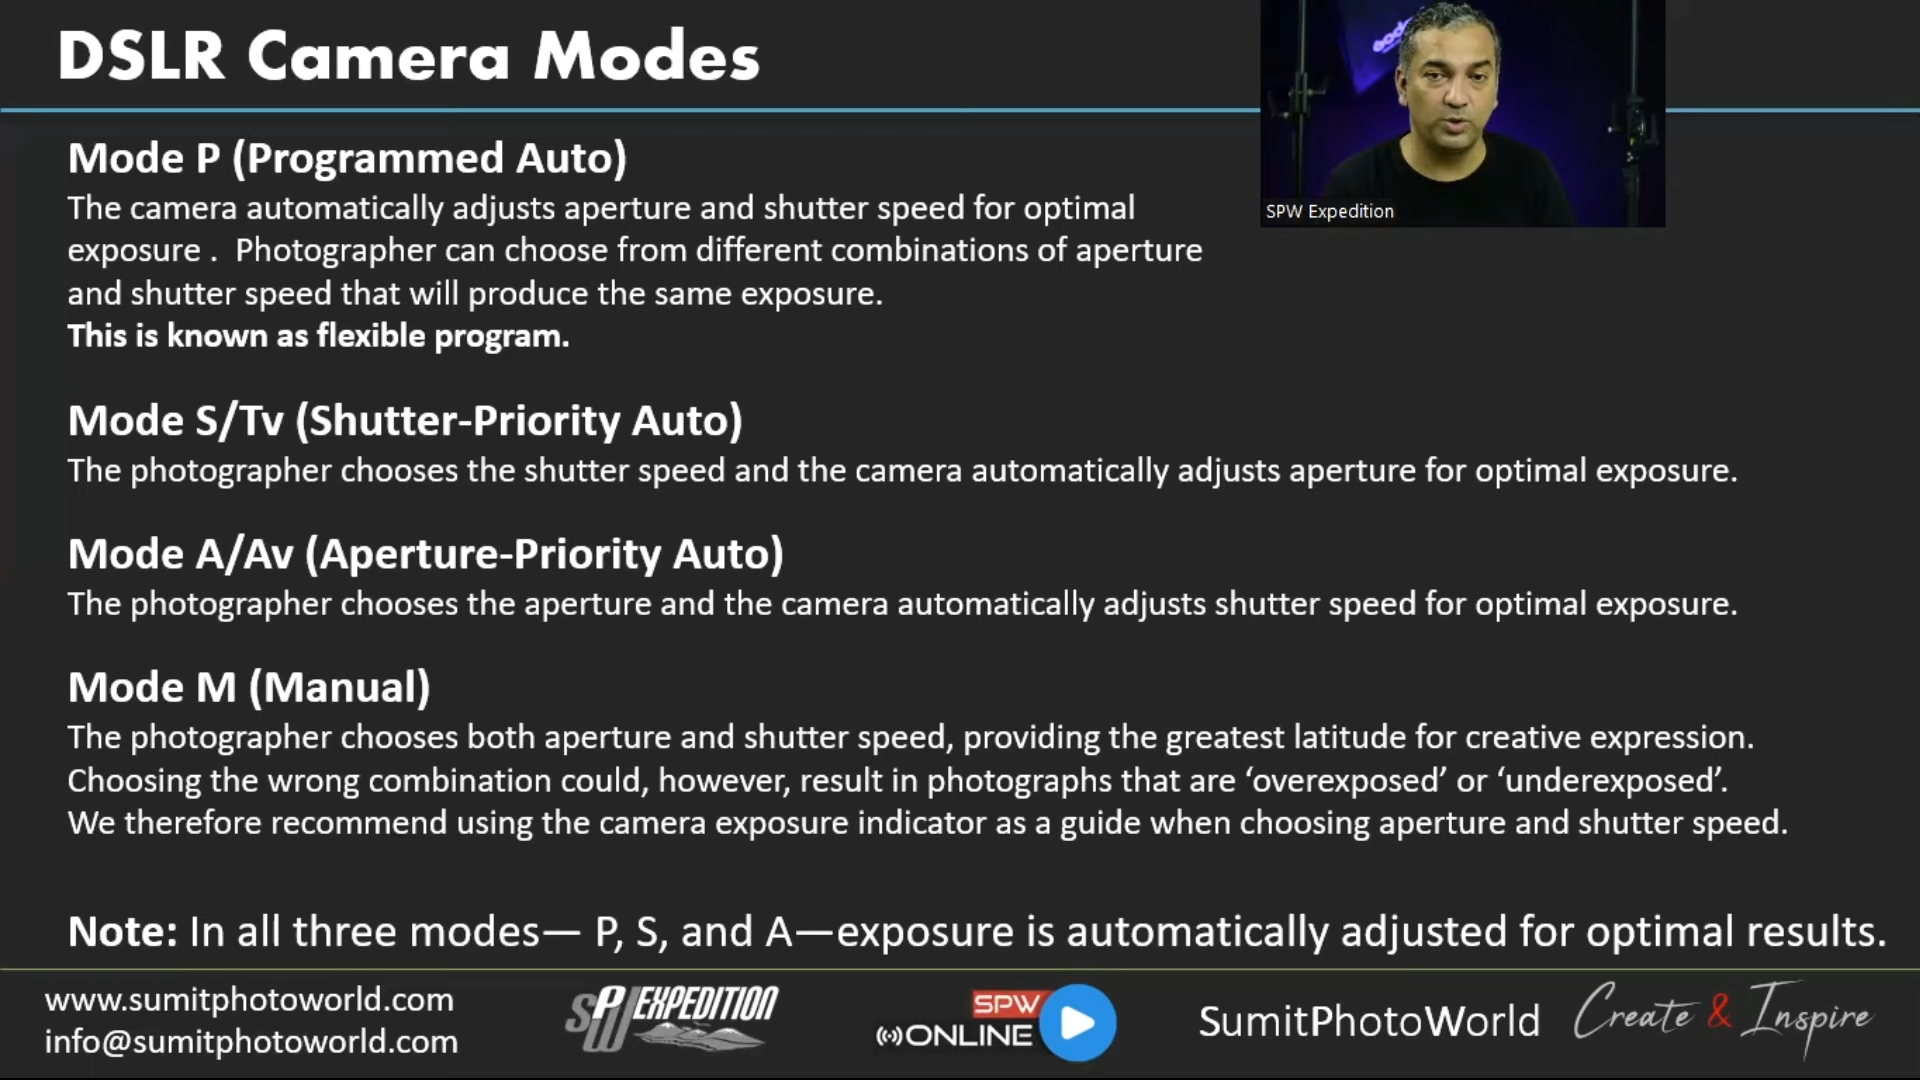 DSLR Camera Modes
SPW Expedition
Mode P (Programmed Auto)
The camera automatically adjusts aperture and shutter speed for optimal
exposure .  Photographer can choose from different combinations of aperture
and shutter speed that will produce the same exposure.
This is known as flexible program.
Mode S/Tv (Shutter-Priority Auto)
The photographer chooses the shutter speed and the camera automatically adjusts aperture for optimal exposure.
Mode A/Av (Aperture-Priority Auto)
The photographer chooses the aperture and the camera automatically adjusts shutter speed for optimal exposure.
Mode M (Manual)
The photographer chooses both aperture and shutter speed, providing the greatest latitude for creative expression.
Choosing the wrong combination could, however, result in photographs that are ‘overexposed’ or ‘underexposed’.
We therefore recommend using the camera exposure indicator as a guide when choosing aperture and shutter speed.
Note: In all three modes— P, S, and A—exposure is automatically adjusted for optimal results.
www.sumitphotoworld.com
info@sumitphotoworld.com
SPW EXPEDITION
SPW
ONLINE
SumitPhotoWorld
Create & Inspire